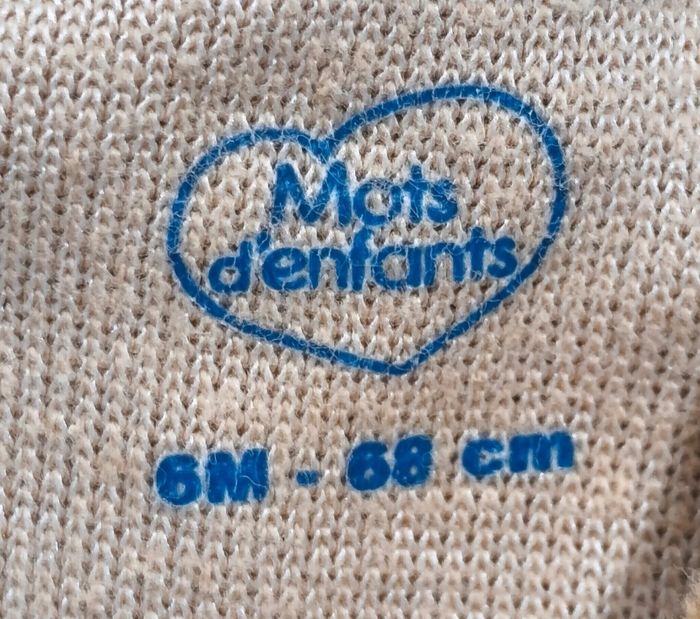 Mots
d'enfants
6M - 68 cm